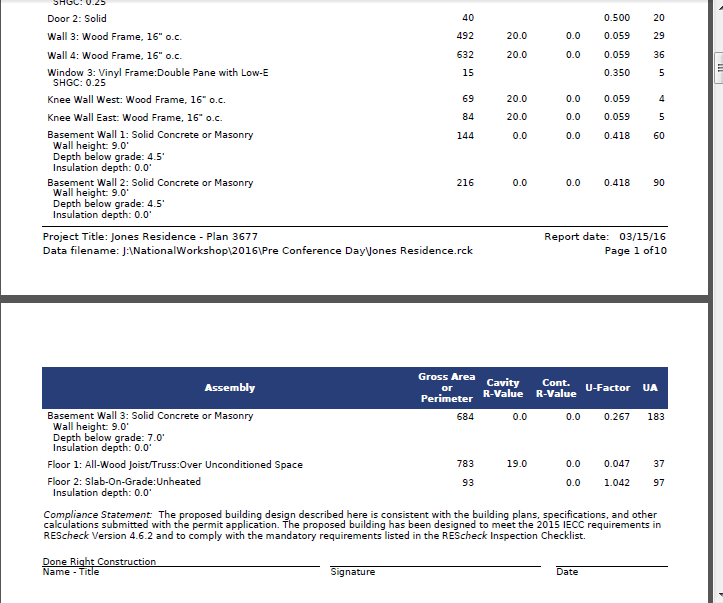 SHGC: 0.25
Door 2: Solid 40 0.500 20
Wall 3: Wood Frame, 16" o.c. 492 20.0 0.0 0.059 29
Wall 4: Wood Frame, 16" o.c. 632 20.0 0.0 0.059 36
Window 3: Vinyl Frame:Double Pane with Low-E 15 0.350 5
SHGC: 0.25
Knee Wall West: Wood Frame, 16" o.c. 69 20.0 0.0 0.059 4
Knee Wall East: Wood Frame, 16" o.c. 84 20.0 0.0 0.059 5
Basement Wall 1: Solid Concrete or Masonry 144 0.0 0.0 0.418 60
Wall height: 9.0'
Depth below grade: 4.5'
Insulation depth: 0.0'
Basement Wall 2: Solid Concrete or Masonry 216 0.0 0.0 0.418 90
Wall height: 9.0'
Depth below grade: 4.5'
Insulation depth: 0.0'
Project Title: Jones Residence - Plan 3677 Report date: 03/15/16
Data filename: J:\NationalWorkshop\2016\Pre Conference Day\Jones Residence.rck Page 1 of10
Assembly Gross Area or Perimeter Cavity R-Value Cont. R-Value U-Factor UA
Basement Wall 3: Solid Concrete or Masonry 684 0.0 0.0 0.267 183
Wall height: 9.0'
Depth below grade: 7.0'
Insulation depth: 0.0'
Floor 1: All-Wood Joist/Truss:Over Unconditioned Space 783 19.0 0.0 0.047 37
Floor 2: Slab-On-Grade:Unheated 93 0.0 1.042 97
Insulation depth: 0.0'
Compliance Statement: The proposed building design described here is consistent with the building plans, specifications, and other
calculations submitted with the permit application. The proposed building has been designed to meet the 2015 IECC requirements in
REScheck Version 4.6.2 and to comply with the mandatory requirements listed in the REScheck Inspection Checklist.
Done Right Construction
Name - Title Signature Date